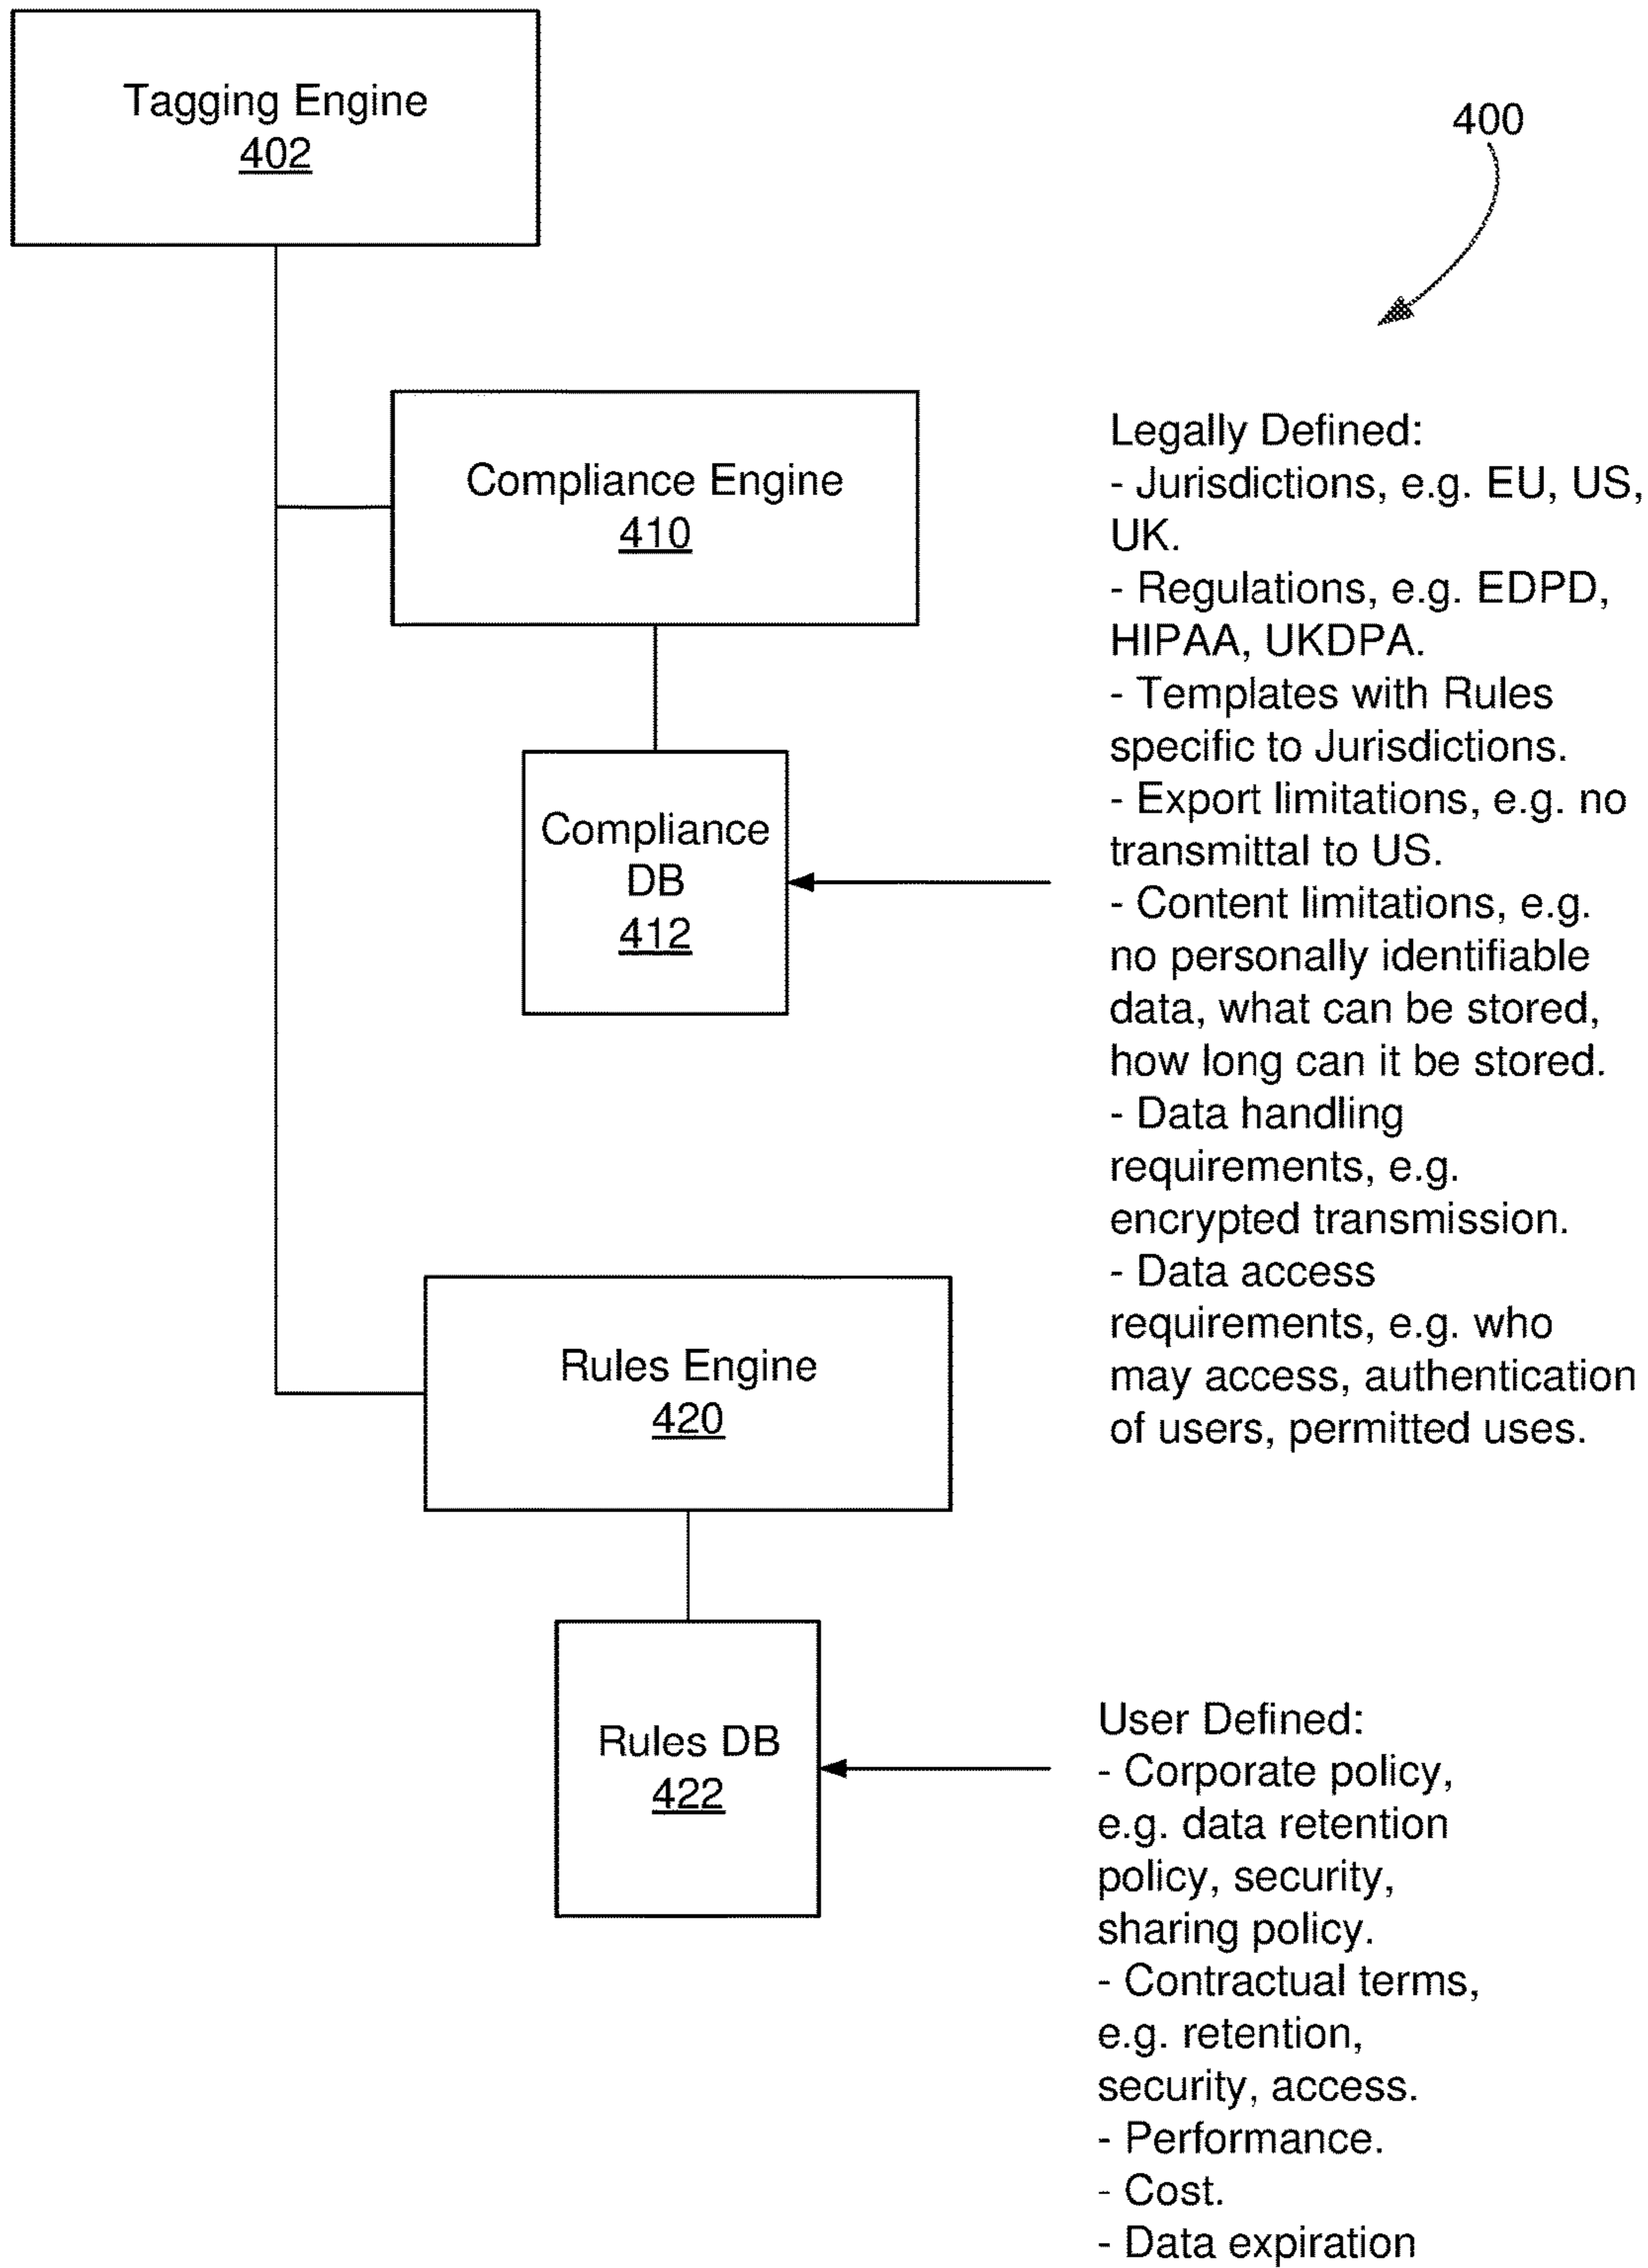 Tagging Engine
402
400
Compliance Engine
410
Compliance
DB
412
Legally Defined:
- Jurisdictions, e.g. EU, US,
UK.
- Regulations, e.g. EDPD,
HIPAA, UKDPA.
- Templates with Rules
specific to Jurisdictions.
- Export limitations, e.g. no
transmittal to US.
- Content limitations, e.g.
no personally identifiable
data, what can be stored,
how long can it be stored.
- Data handling
requirements, e.g.
encrypted transmission.
- Data access
requirements, e.g. who
may access, authentication
of users, permitted uses.
Rules Engine
420
Rules DB
422
User Defined:
- Corporate policy,
e.g. data retention
policy, security,
sharing policy.
- Contractual terms,
e.g. retention,
security, access.
- Performance.
- Cost.
- Data expiration